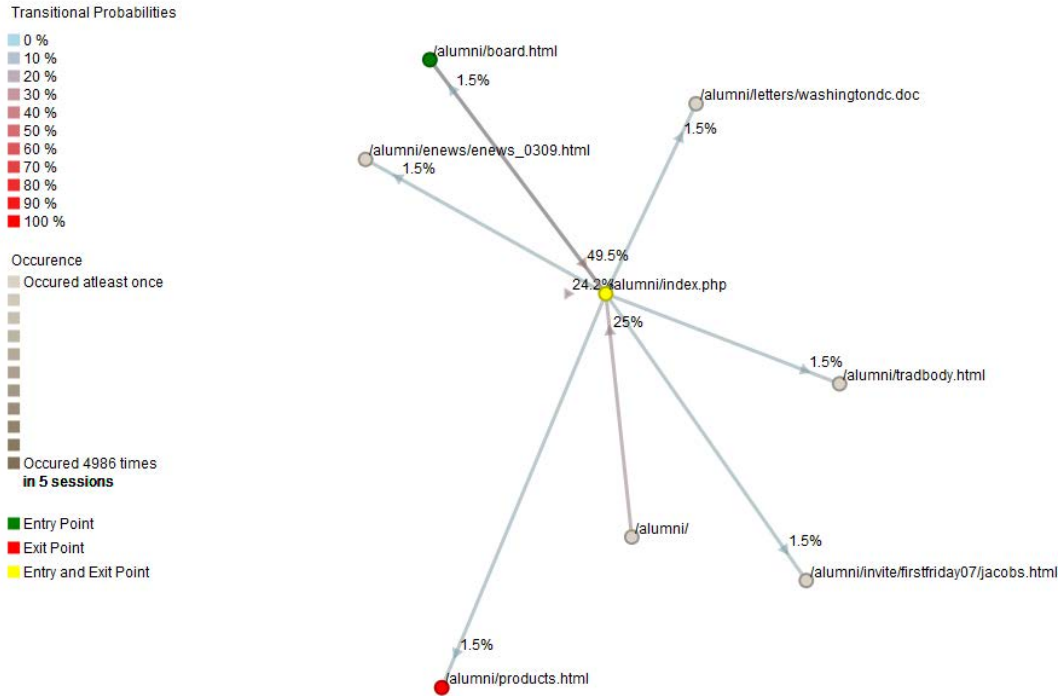 Transitional Probabilities
0 %
10 %
20 %
30 %
40 %
50 %
60 %
70 %
80 %
90 %
100 %
Occurence
Occured atleast once
Occured 4986 times
in 5 sessions
Entry Point
Exit Point
Entry and Exit Point
/alumni/board.html
1.5%
/alumni/letters/washingtondc.doc
1.5%
/alumni/enews/enews_0309.html
1.5%
49.5%
24.2%
/alumni/index.php
25%
1.5%
/alumni/tradbody.html
/alumni/
1.5%
/alumni/invite/firstfriday07/jacobs.html
1.5%
/alumni/products.html